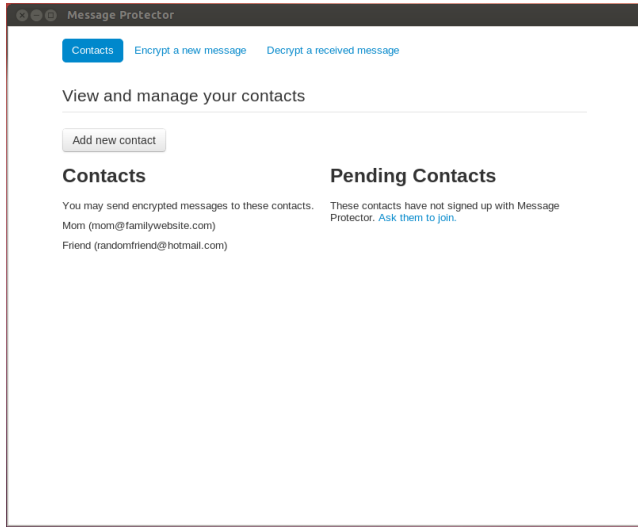 Message Protector
Contacts Encrypt a new message Decrypt a received message
View and manage your contacts
Add new contact
Contacts
You may send encrypted messages to these contacts.
Mom (mom@familywebsite.com)
Friend (randomfriend@hotmail.com)
Pending Contacts
These contacts have not signed up with Message
Protector. Ask them to join.